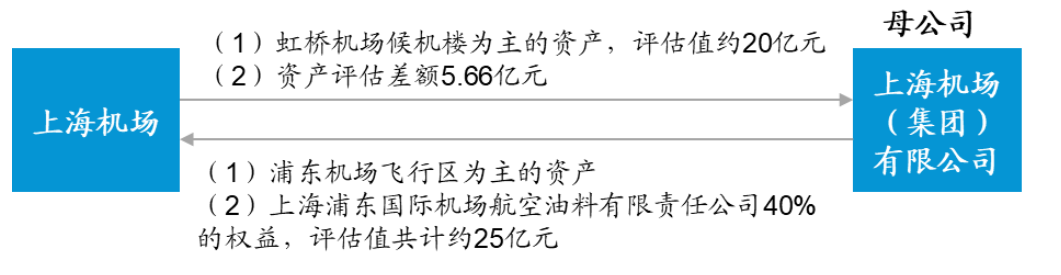 母公司
（1）虹桥机场候机楼为主的资产，评估值约20亿元
（2）资产评估差额5.66亿元
上海机场
上海机场
（集团）
有限公司
（1）浦东机场飞行区为主的资产
（2）上海浦东国际机场航空油料有限责任公司40%
的权益，评估值共计约25亿元